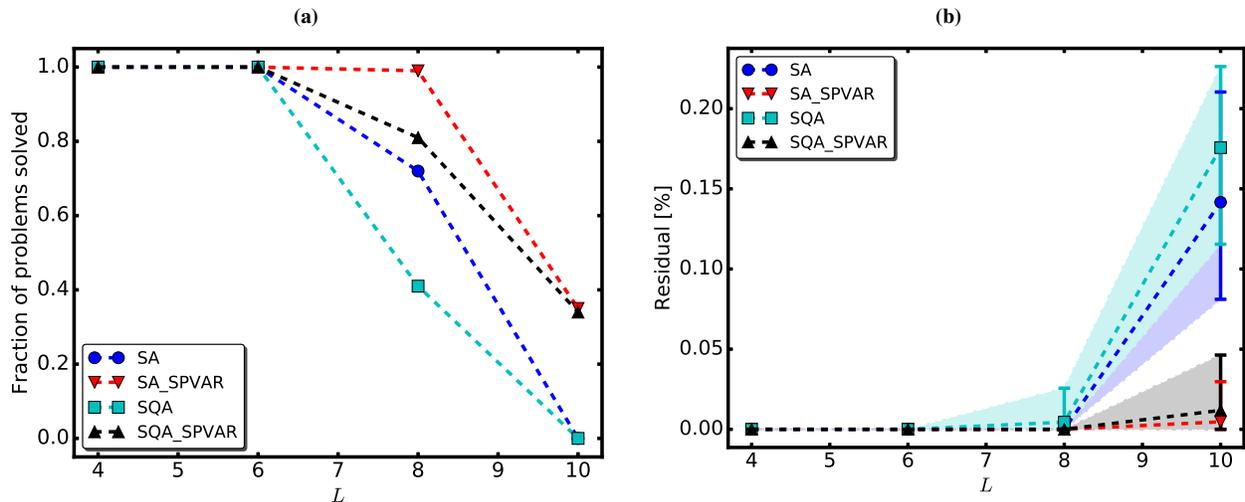 (a)
Fraction of problems solved
1.0
0.8
0.6
0.4
0.2
0.0
SA
SA_SPVAR
SQA
SQA_SPVAR
4 5 6 7 8 9 10
L
(b)
Residual [%]
0.20
0.15
0.10
0.05
0.00
SA
SA_SPVAR
SQA
SQA_SPVAR
4 5 6 7 8 9 10
L